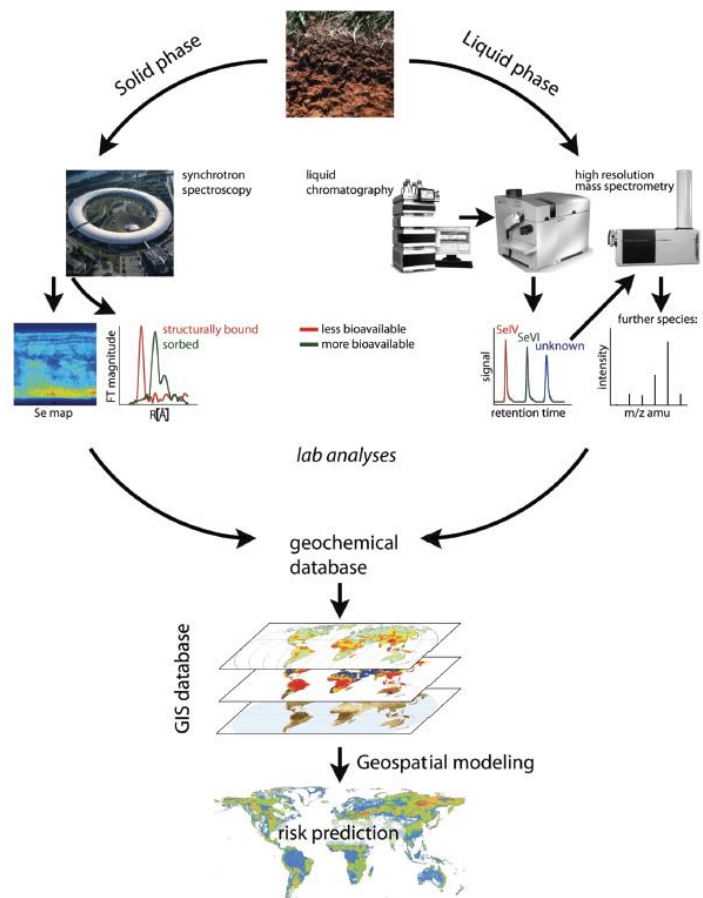 Solid phase
Liquid phase
synchrotron
spectroscopy
liquid
chromatography
high resolution
mass spectrometry
Se map
FT magnitude
structurally bound
sorbed
R[Å]
less bioavailable
more bioavailable
signal
SeIV
SeVI
unknown
retention time
further species:
intensity
m/z amu
lab analyses
geochemical
database
GIS database
Geospatial modeling
risk prediction